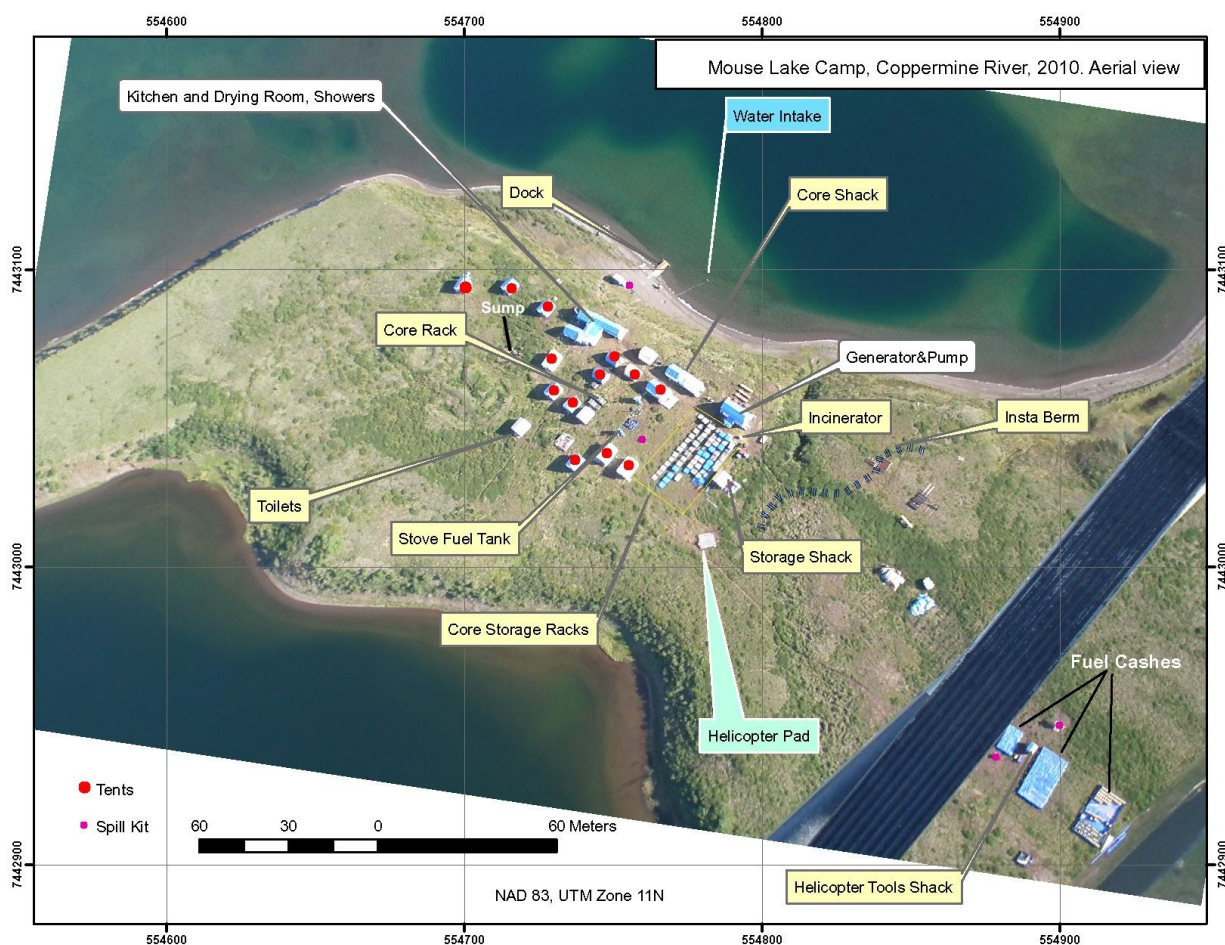 554600 554700 554800 554900
Mouse Lake Camp, Coppermine River, 2010. Aerial view
Kitchen and Drying Room, Showers
Water Intake
Dock
Core Shack
7443100
7443100
Sump
Core Rack
Generator&Pump
Incinerator
Insta Berm
Toilets
Stove Fuel Tank
Storage Shack
7443000
7443000
Core Storage Racks
Fuel Cashes
Helicopter Pad
Tents
Spill Kit
60 30 0 60 Meters
7442900
7442900
Helicopter Tools Shack
NAD 83, UTM Zone 11N
554600 554700 554800 554900